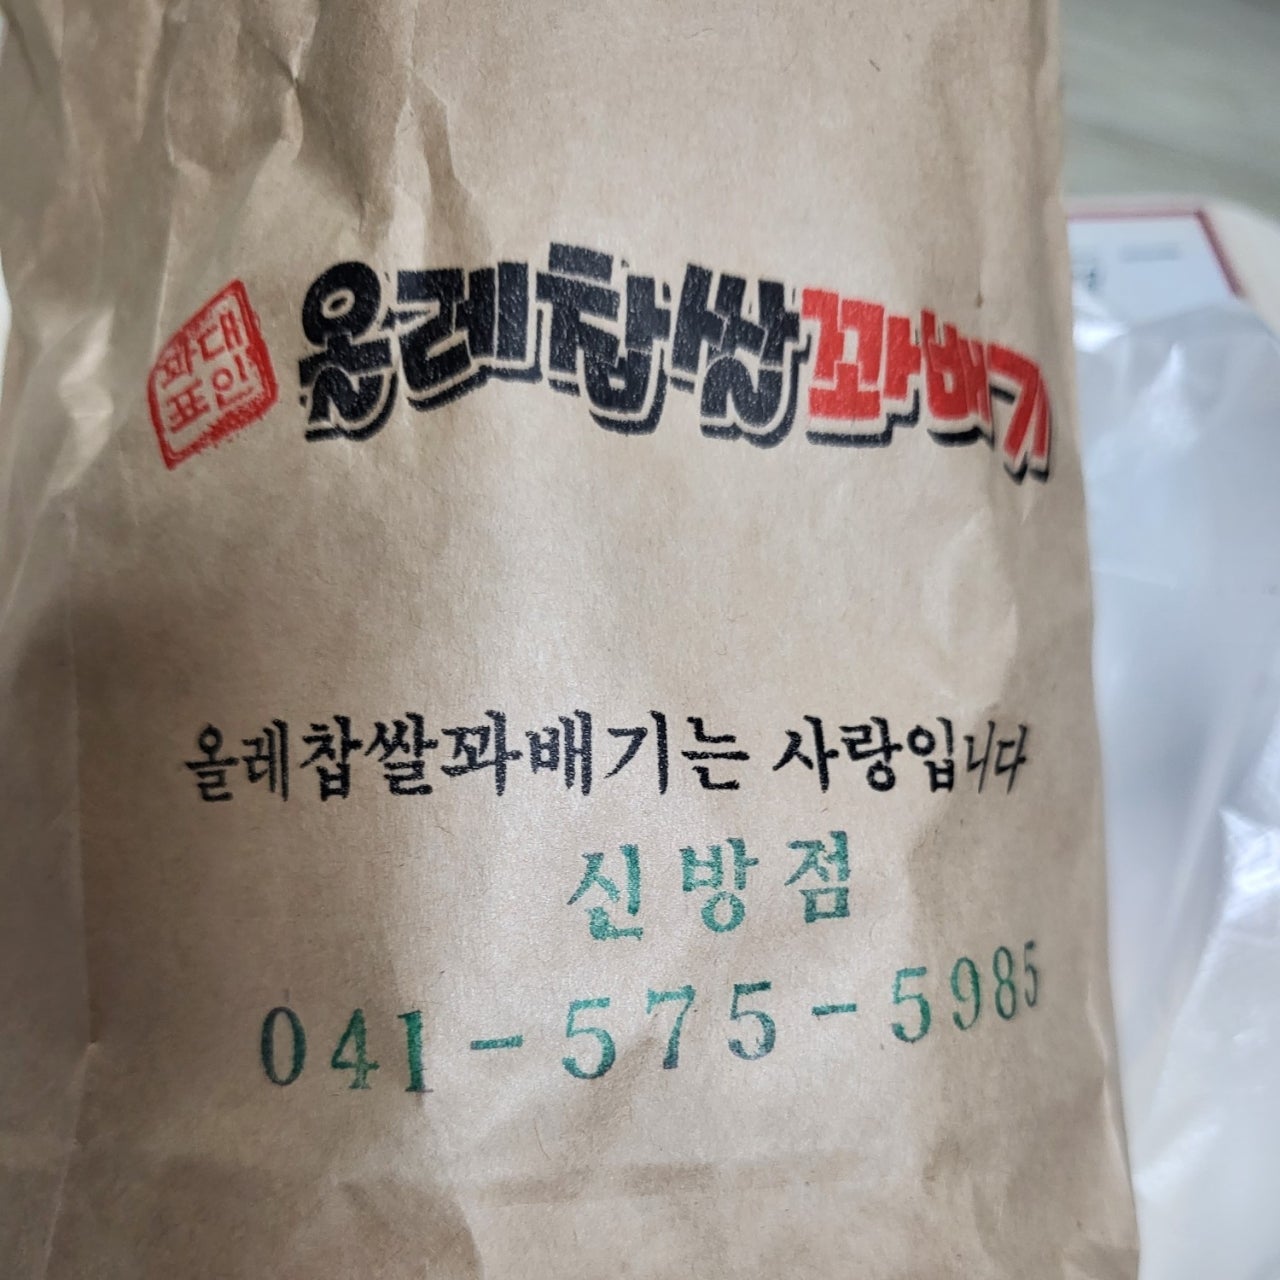 꽈대
표인
올레찹쌀꽈배기
올레찹쌀꽈배기는 사랑입니다
신방점
041-575-5985